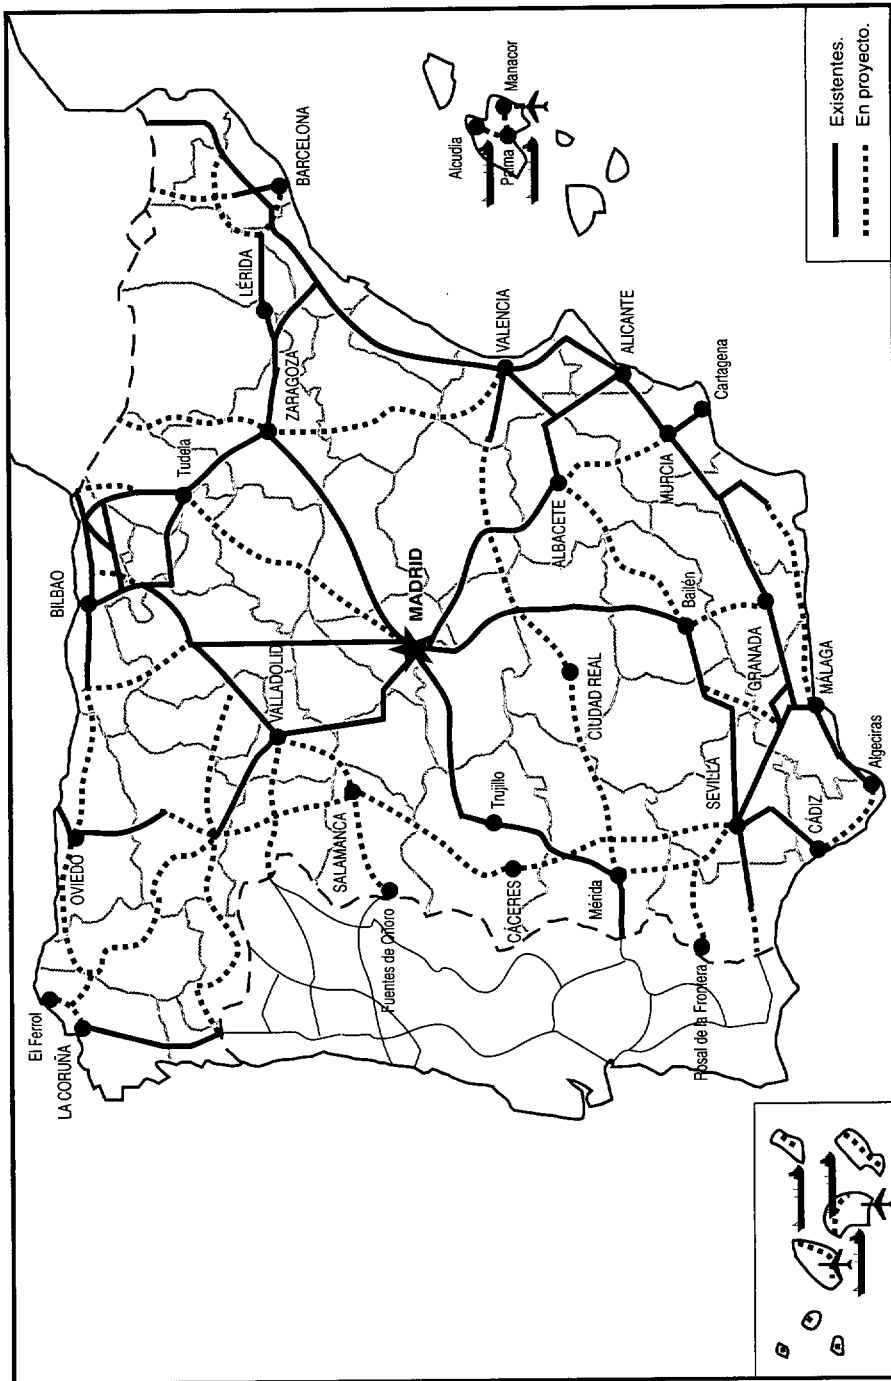 El Ferrol
LA CORUÑA
OVIEDO
BILBAO
Tudela
ZARAGOZA
LÉRIDA
BARCELONA
VALLADOLID
SALAMANCA
Fuentes de Oñoro
MADRID
Alcudia
Palma
Manacor
VALENCIA
Trujillo
CÁCERES
CIUDAD REAL
ALBACETE
ALICANTE
Mérida
Bailén
MURCIA
Cartagena
Rosal de la Frontera
SEVILLA
GRANADA
MÁLAGA
CÁDIZ
Algeciras
Existentes.
En proyecto.